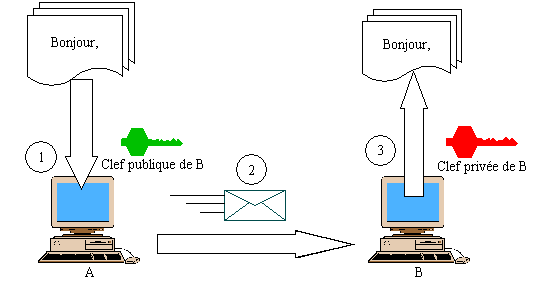 Bonjour,
Bonjour,
1
Clef publique de B
2
3
Clef privée de B
A
B